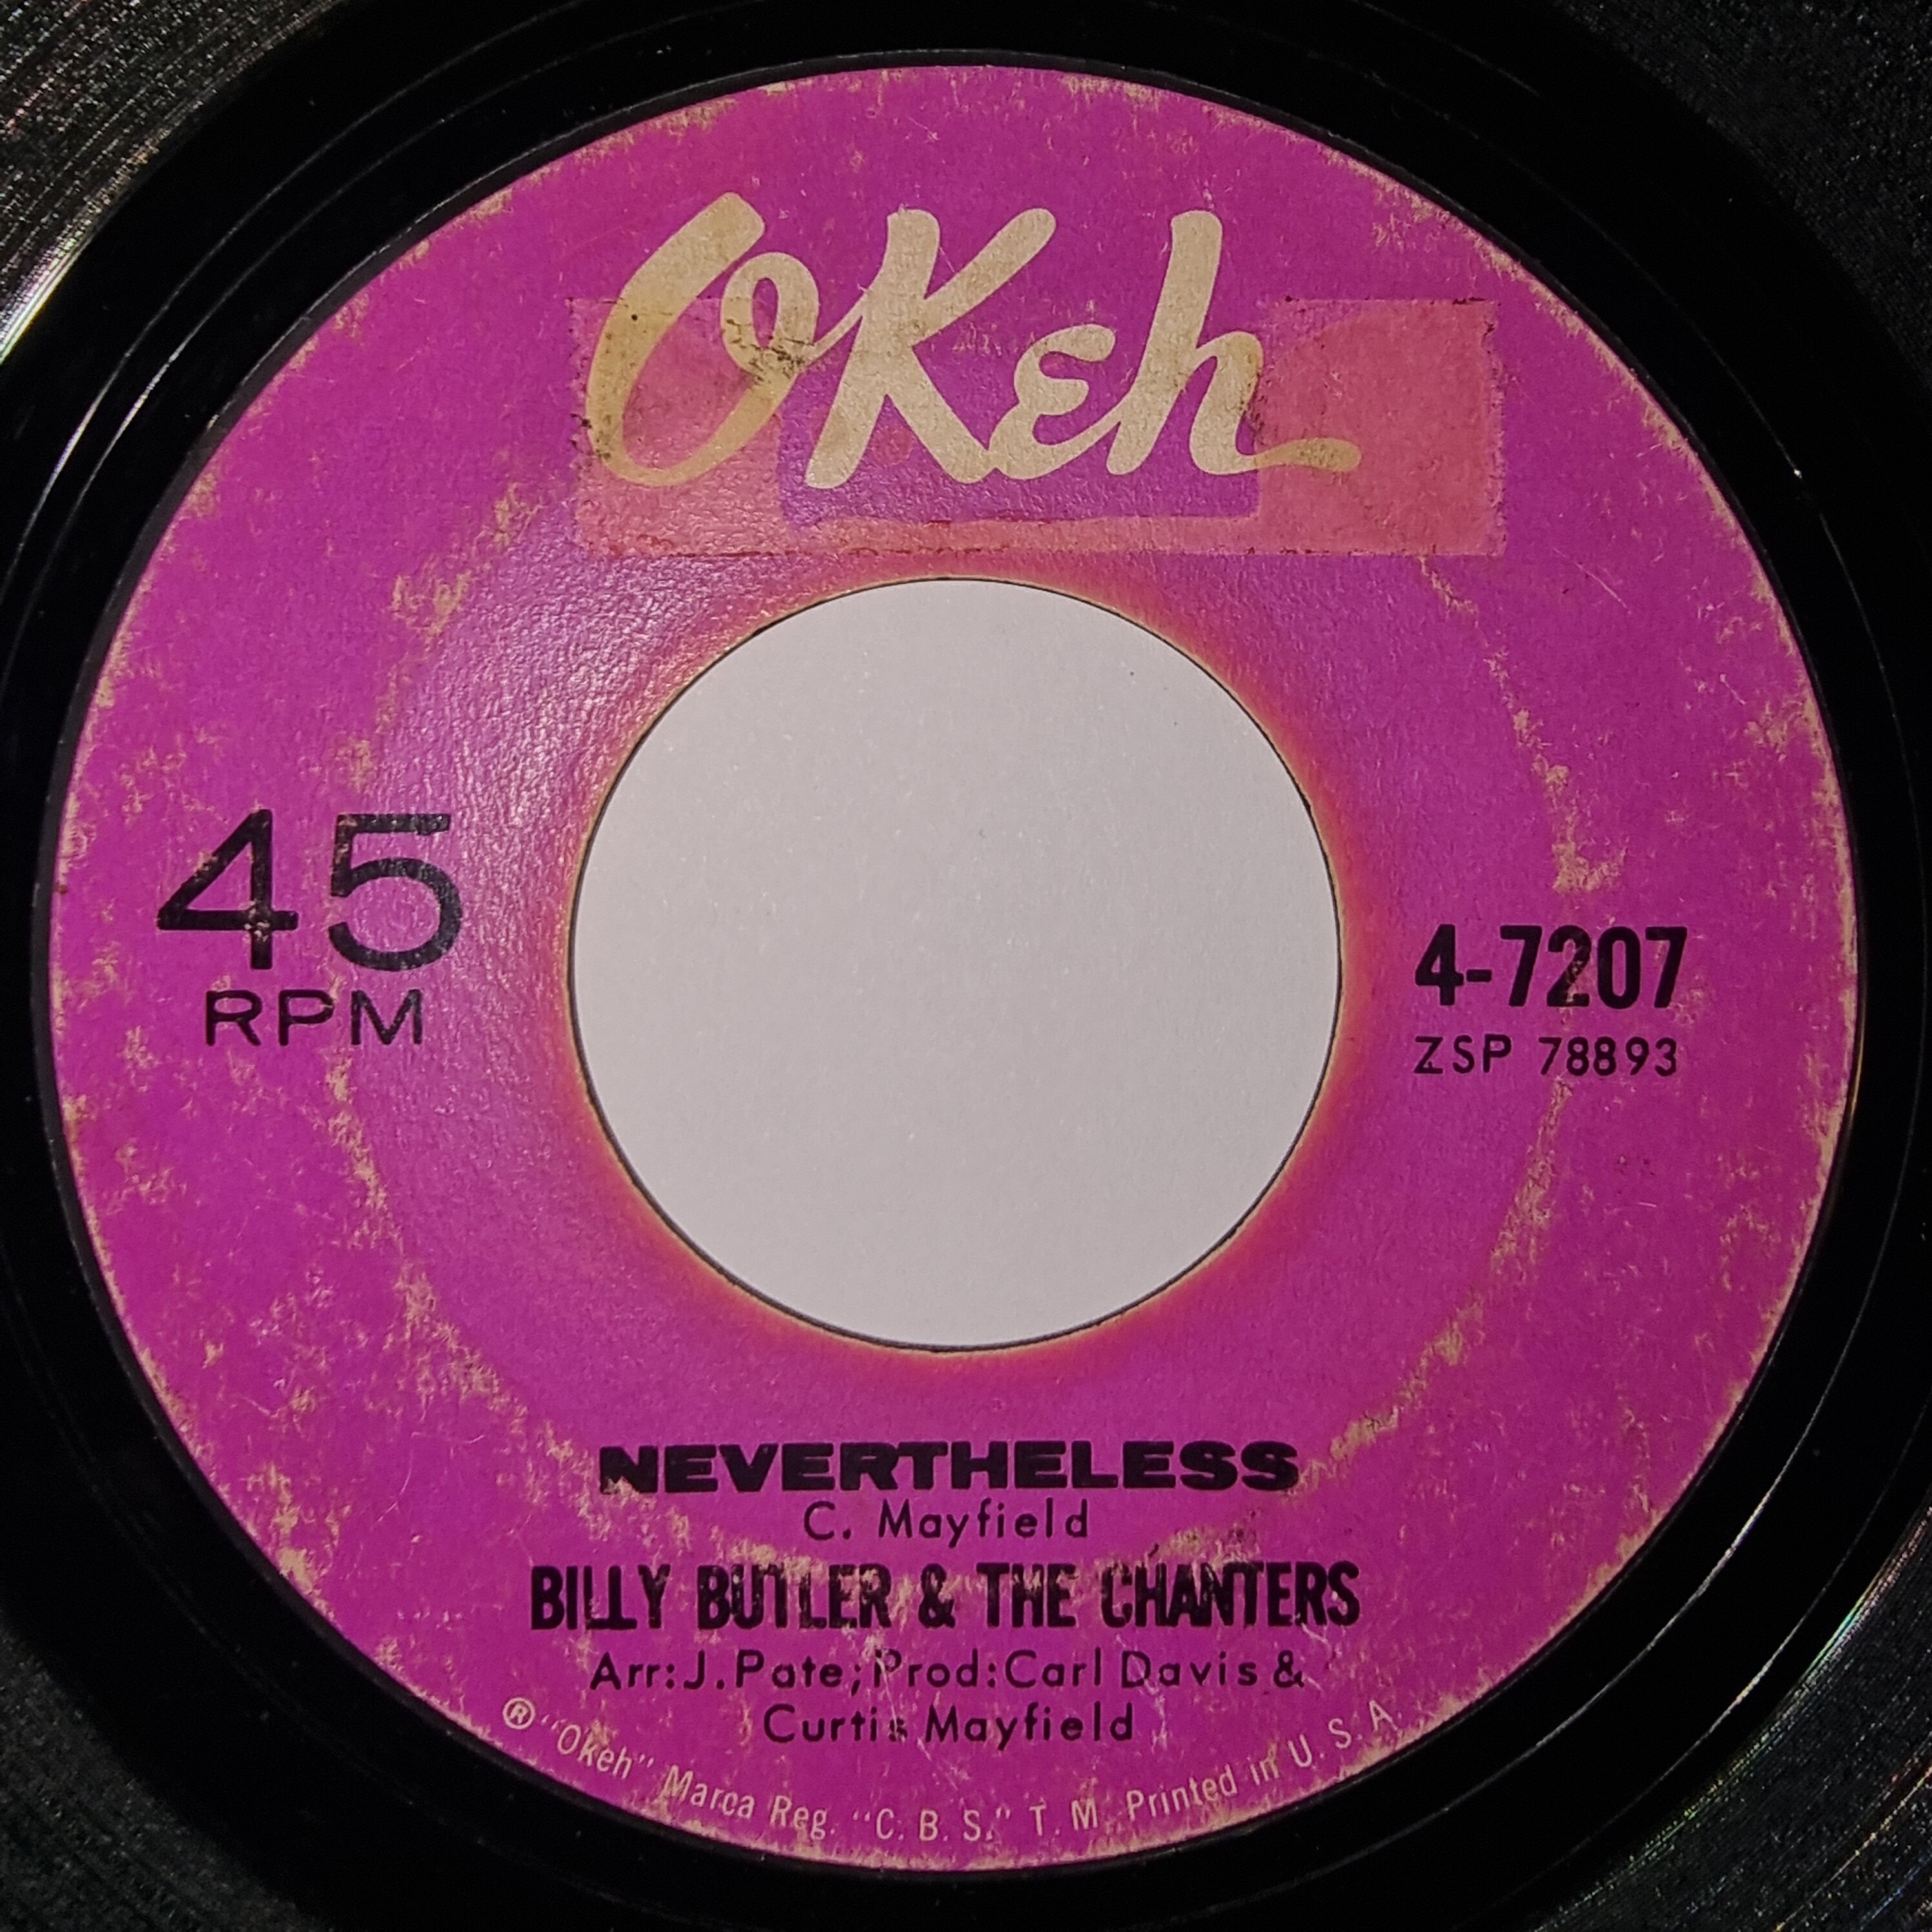 OKeh
45
RPM
4-7207
ZSP 78893
NEVERTHELESS
C. Mayfield
BILLY BUTLER & THE CHANTERS
Arr:J.Pate;Prod:Carl Davis &
Curtis Mayfield
® "Okeh" Marca Reg. "C.B.S." T.M. Printed in U.S.A.